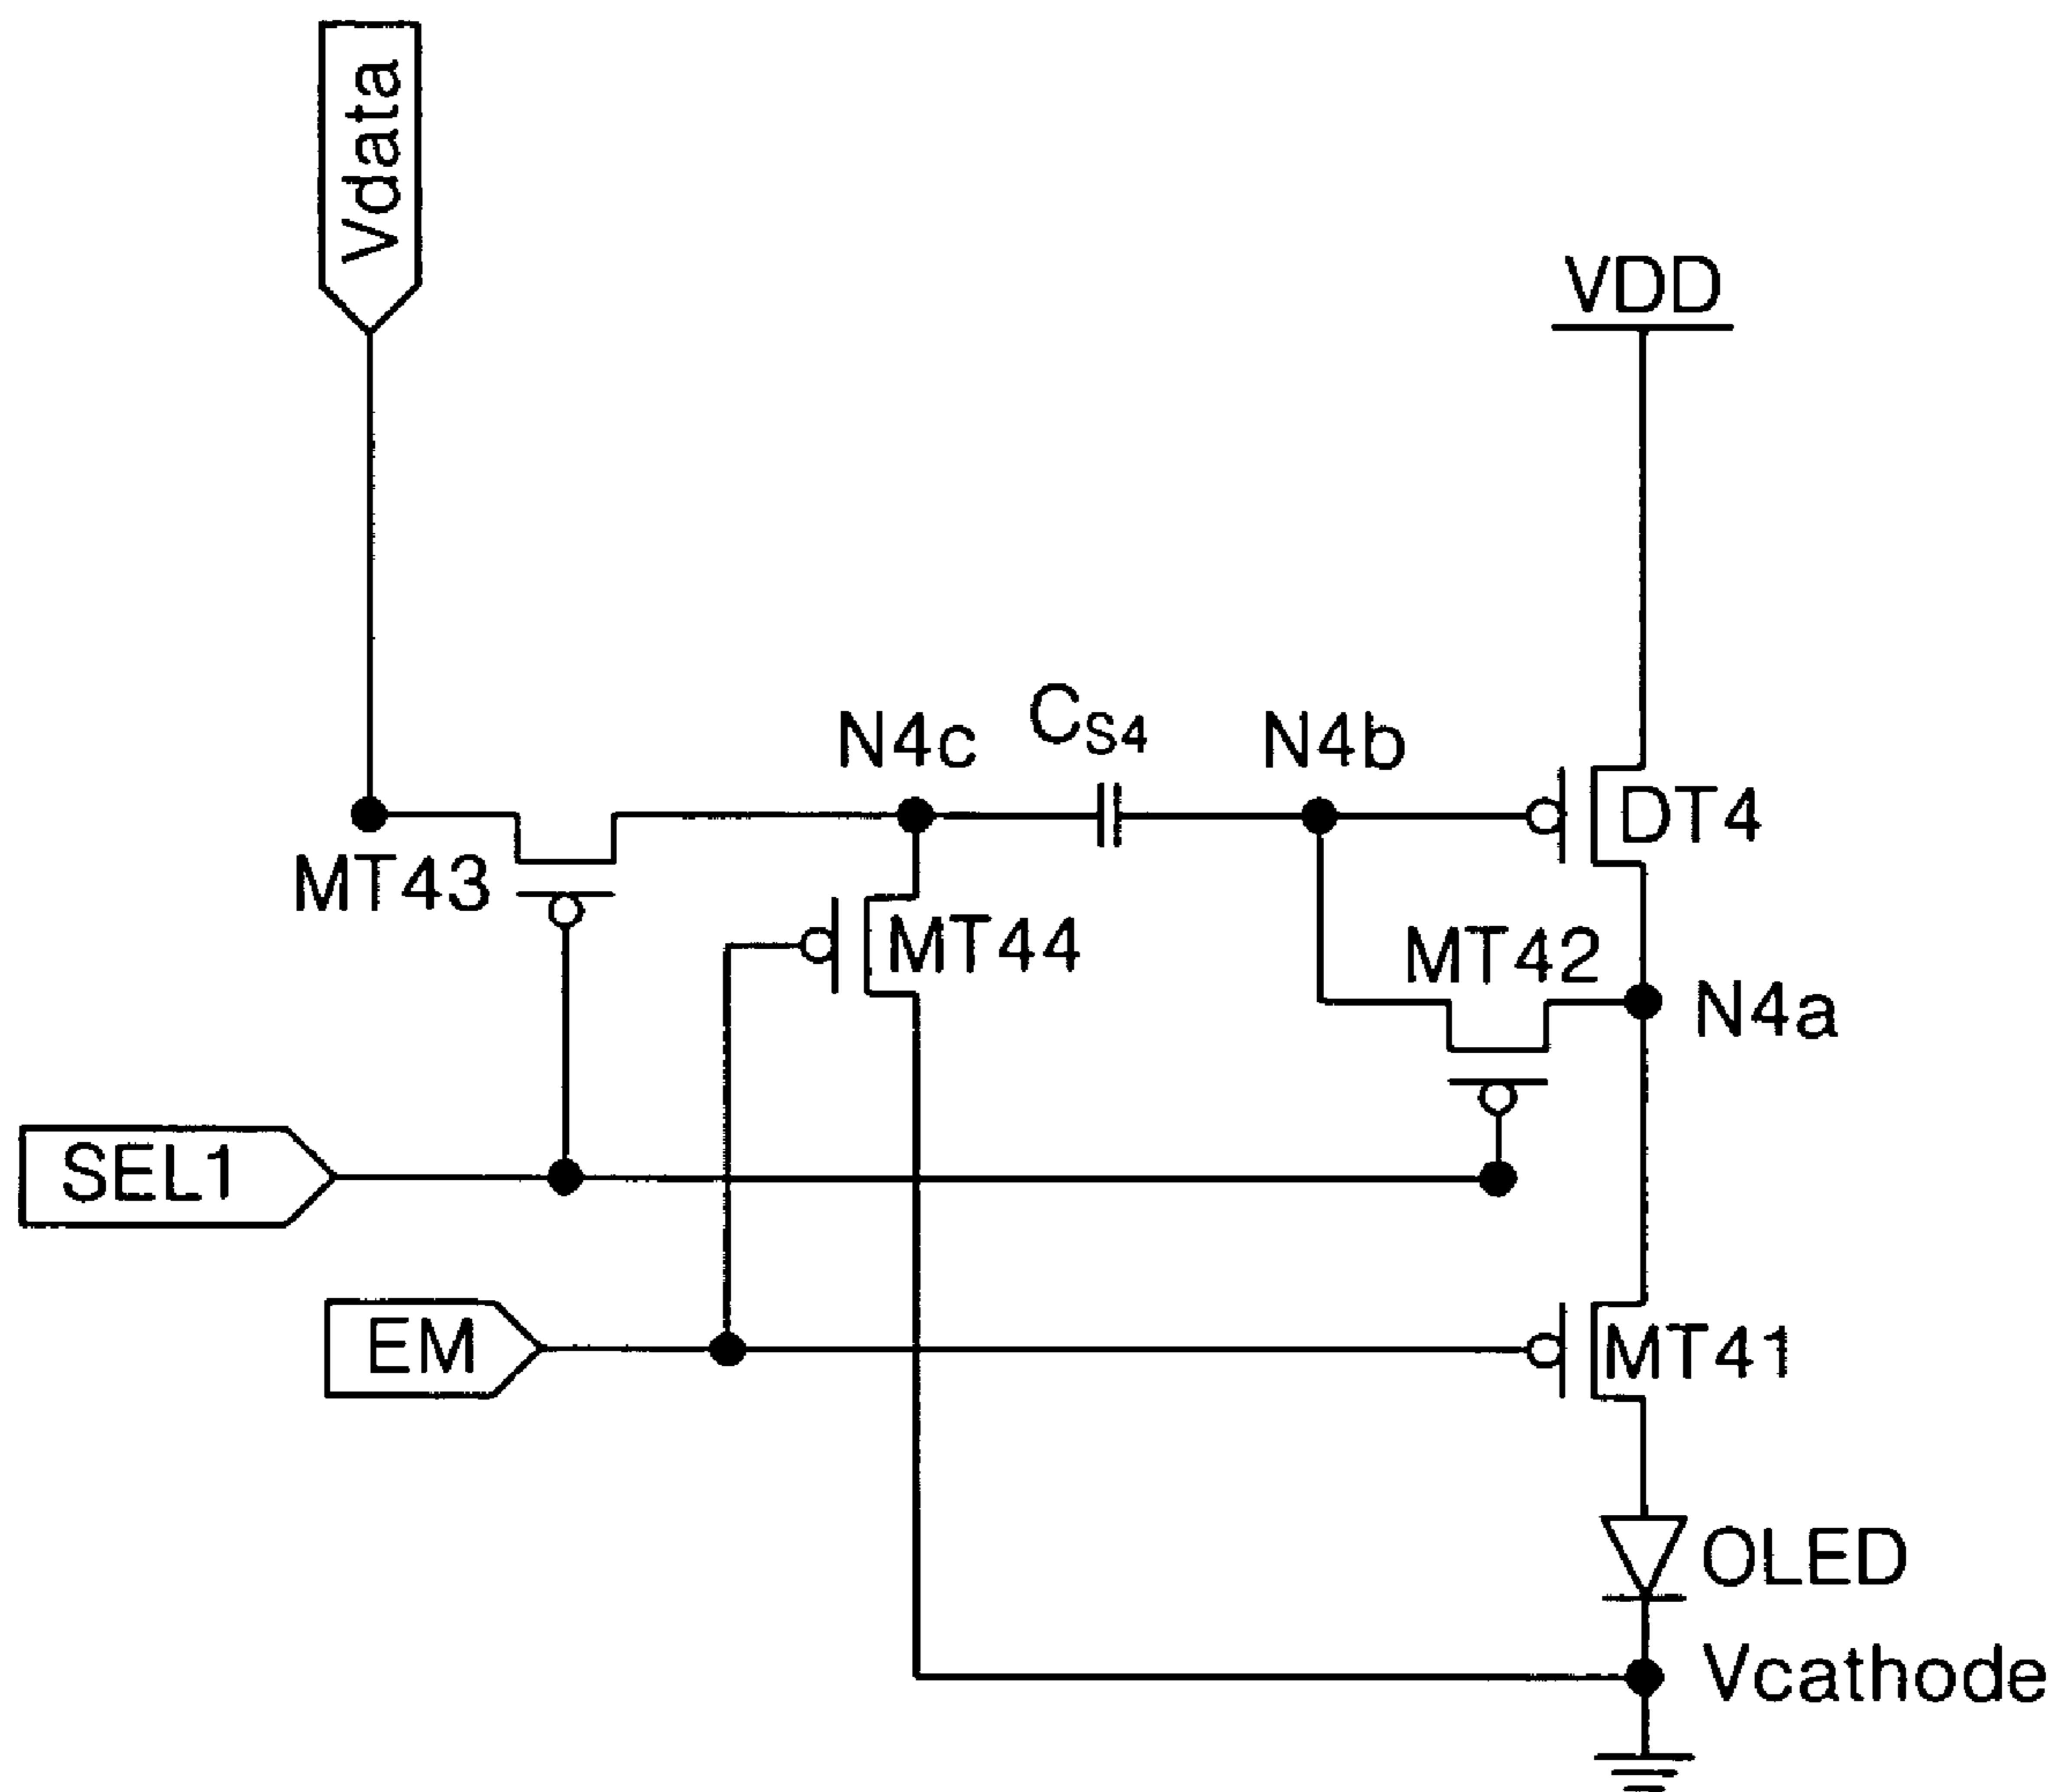 Vdata
VDD
N4c
CS4
N4b
DT4
MT43
MT44
MT42
N4a
SEL1
EM
MT41
OLED
Vcathode